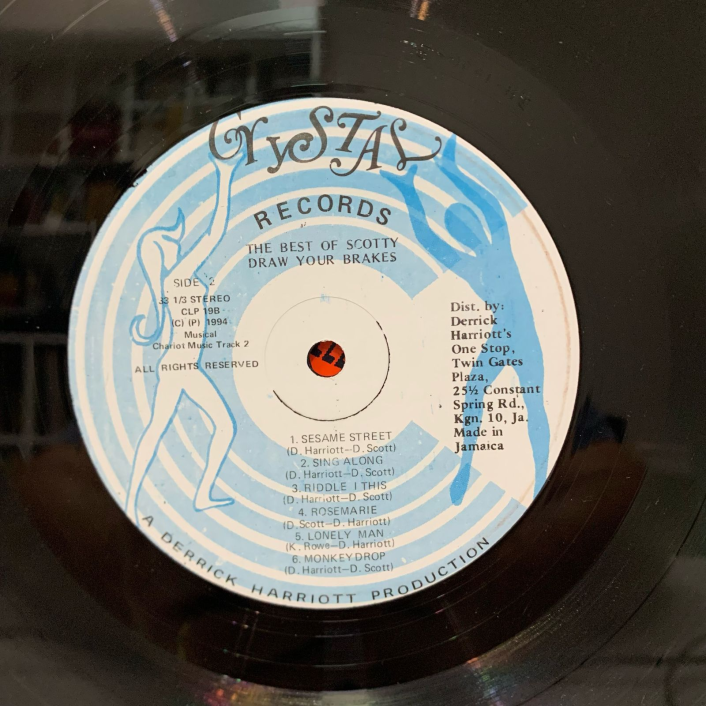 CrySTAL
RECORDS
THE BEST OF SCOTTY
DRAW YOUR BRAKES
SIDE 2
33 1/3 STEREO
CLP 19B
(C) (P) 1994
Musical
Chariot Music Track 2
ALL RIGHTS RESERVED
Dist. by:
Derrick
Harriott's
One Stop,
Twin Gates
Plaza,
25½ Constant
Spring Rd.,
Kgn. 10, Ja.
Made in
Jamaica
1. SESAME STREET
(D. Harriott—D. Scott)
2. SING ALONG
(D. Harriott—D. Scott)
3. RIDDLE I THIS
(D. Harriott—D. Scott)
4. ROSEMARIE
(D. Scott—D. Harriott)
5. LONELY MAN
(K. Rowe—D. Harriott)
6. MONKEY DROP
(D. Harriott—D. Scott)
A DERRICK HARRIOTT PRODUCTION